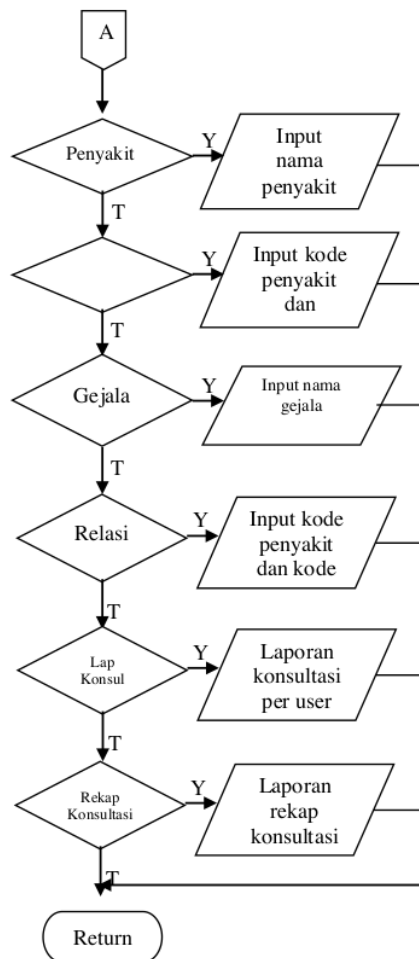 A
Penyakit
Y
Input
nama
penyakit
T
Y
Input kode
penyakit
dan
T
Gejala
Y
Input nama
gejala
T
Relasi
Y
Input kode
penyakit
dan kode
T
Lap
Konsul
Y
Laporan
konsultasi
per user
T
Rekap
Konsultasi
Y
Laporan
rekap
konsultasi
T
Return